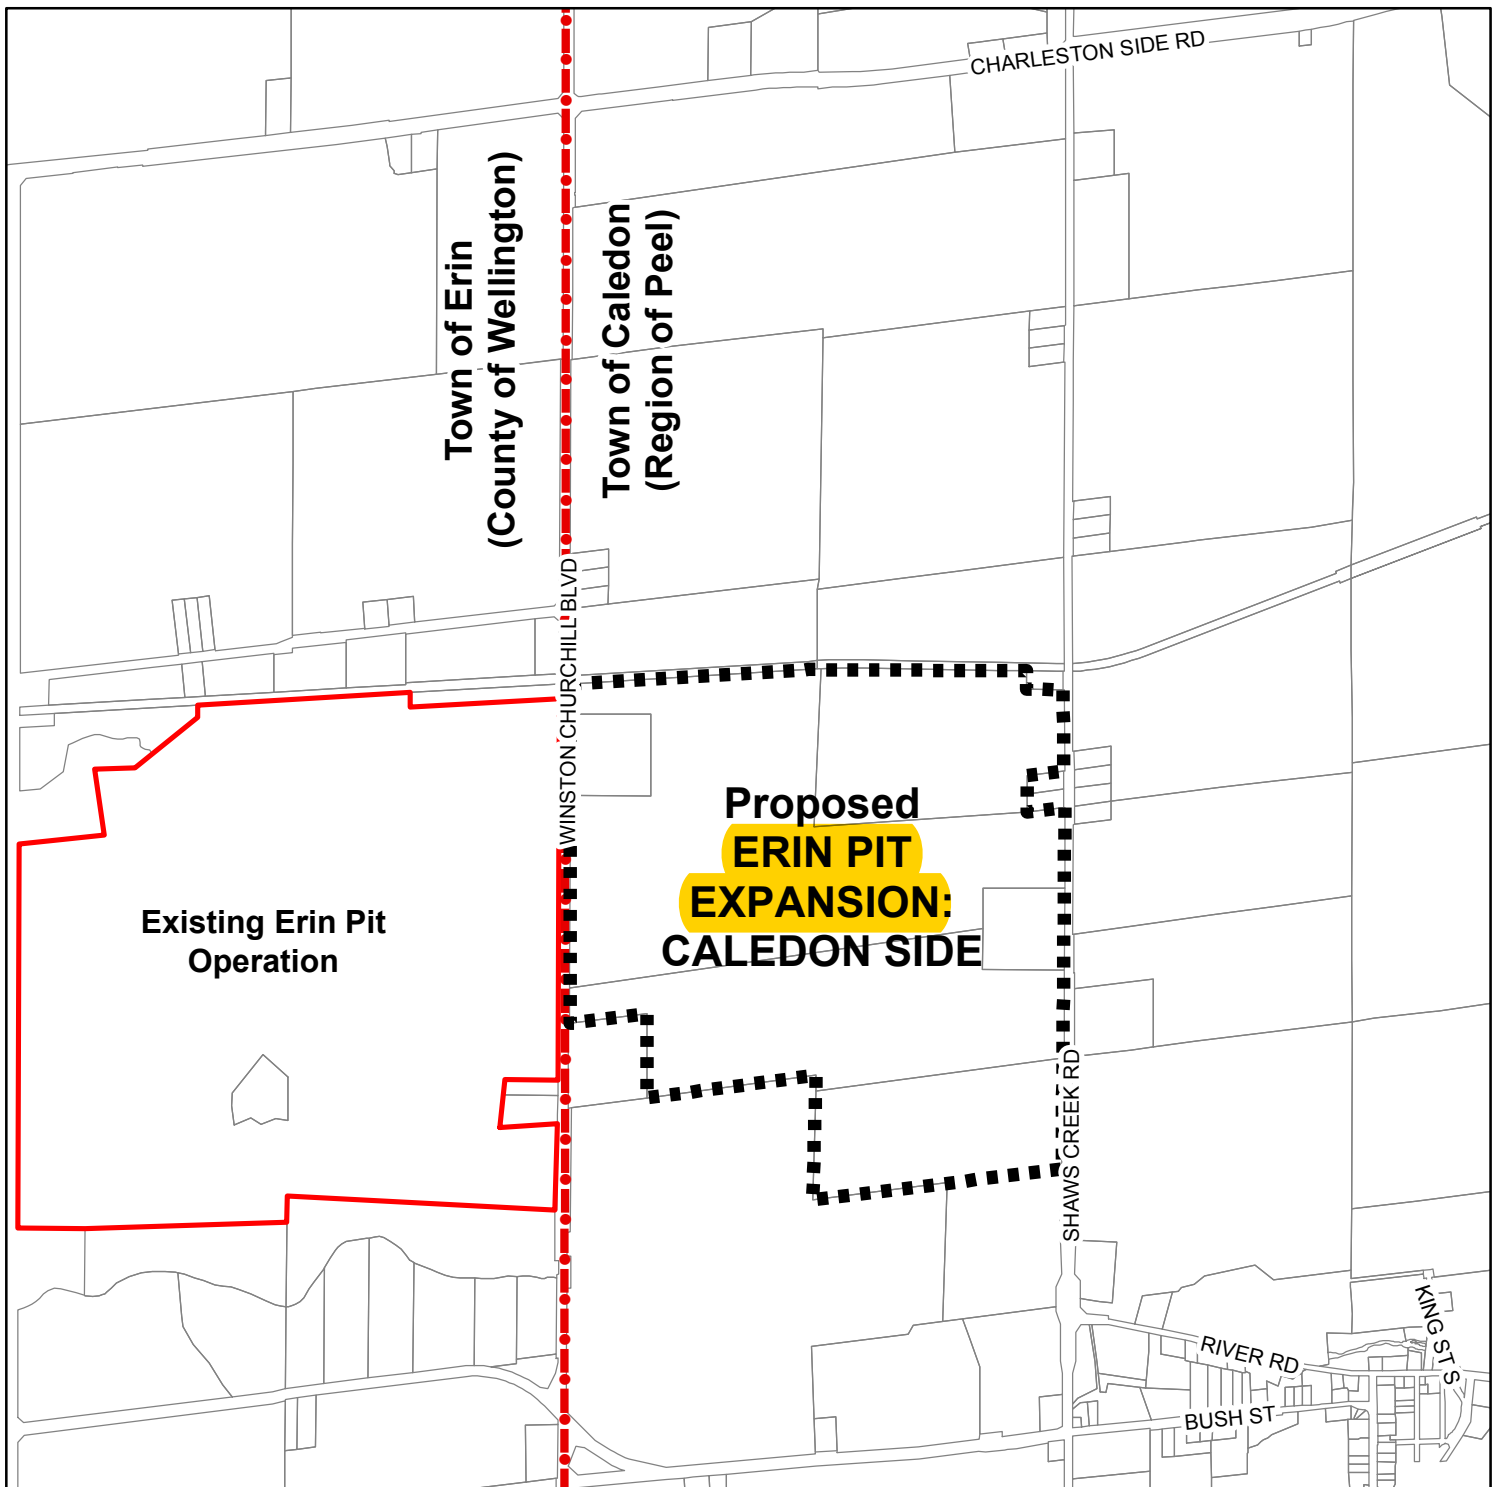 CHARLESTON SIDE RD
Town of Erin
(County of Wellington)
Town of Caledon
(Region of Peel)
WINSTON CHURCHILL BLVD
Proposed
ERIN PIT
EXPANSION:
CALEDON SIDE
Existing Erin Pit
Operation
SHAWS CREEK RD
KING ST S
RIVER RD
BUSH ST